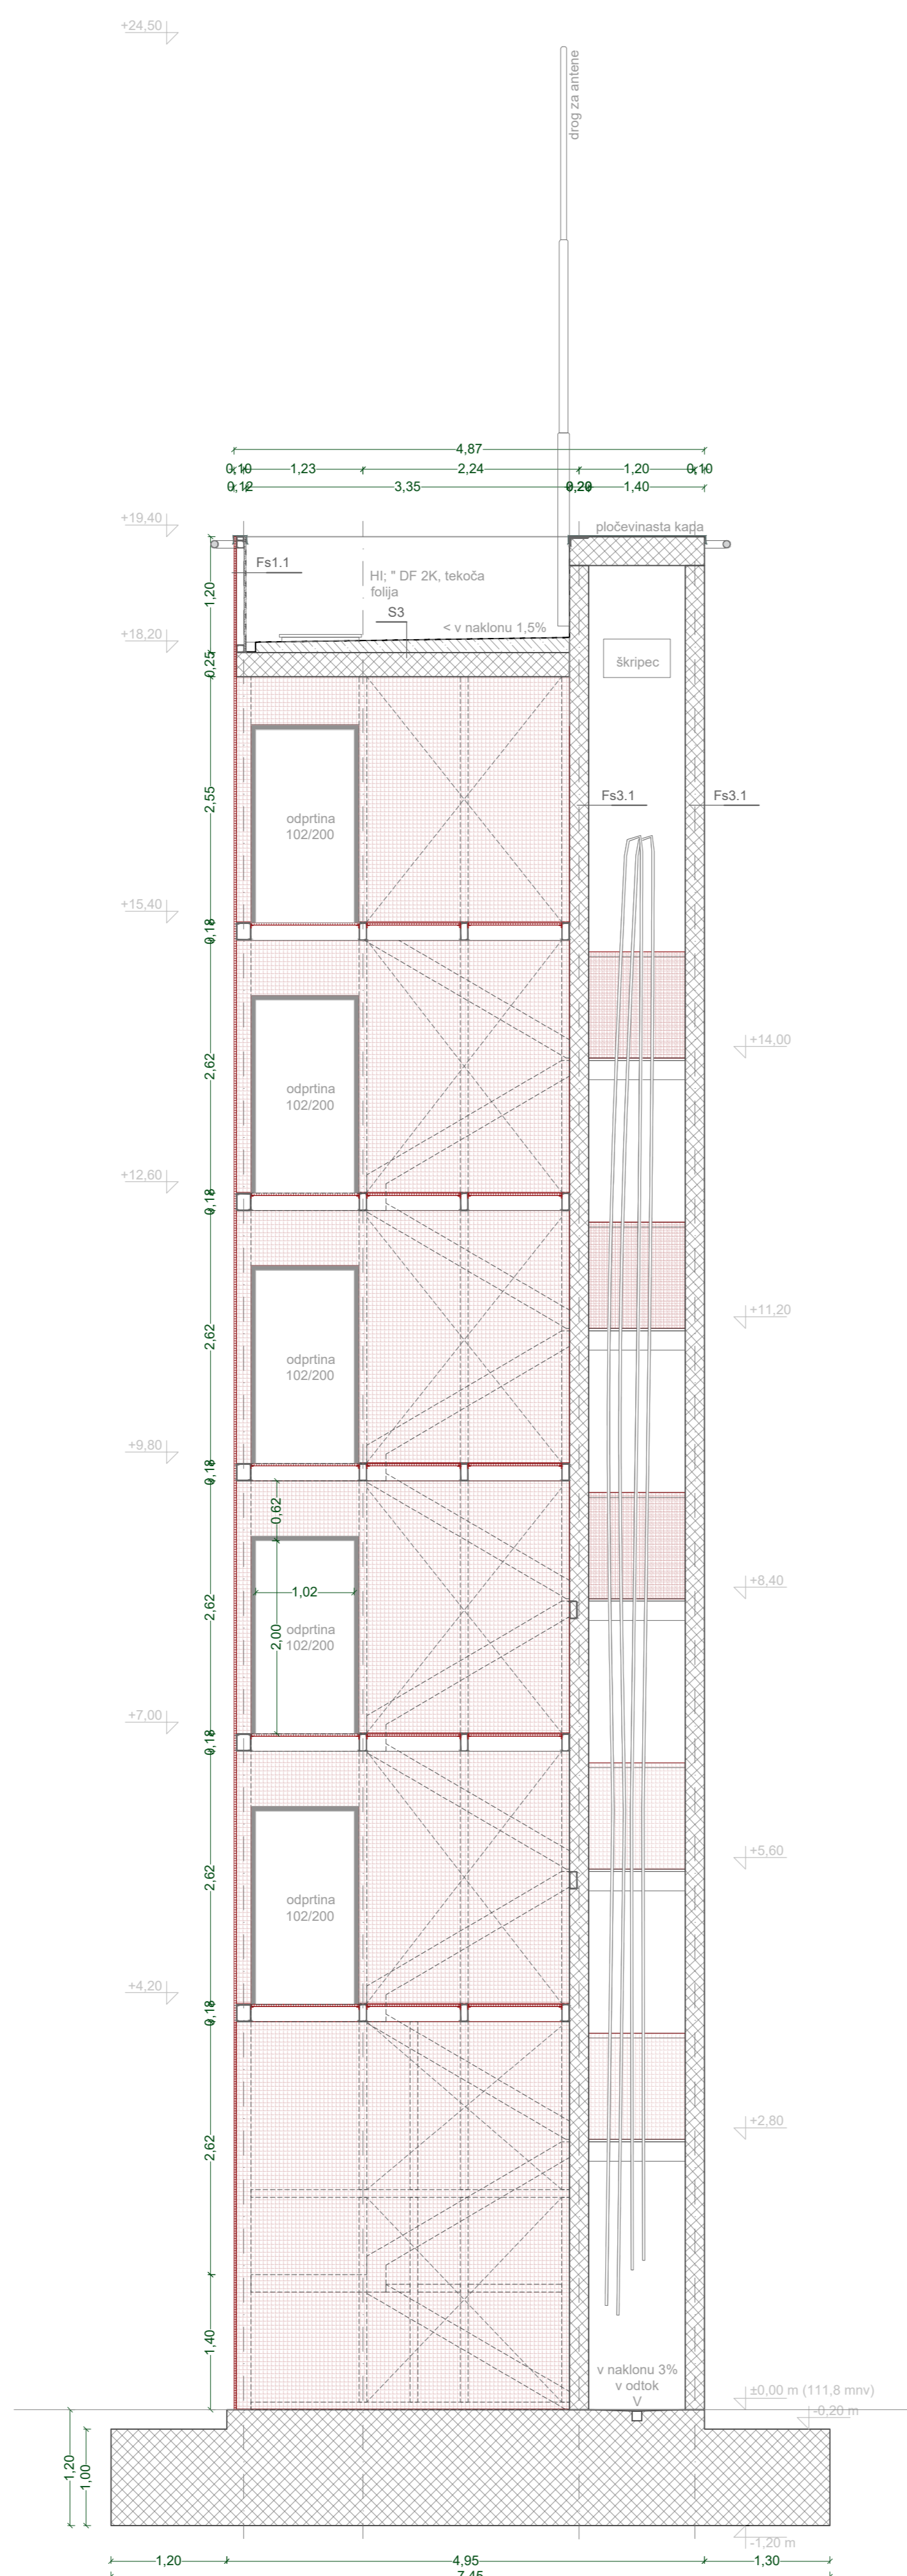 +24,50
drog za antene
4,87
0,10
1,23
2,24
1,20
0,10
0,12
3,35
0,20
1,40
+19,40
pločevinasta kapa
Fs1.1
HI; " DF 2K, tekoča
folija
1,20
S3
< v naklonu 1,5%
+18,20
0,25
škripec
2,55
odprtina
102/200
Fs3.1
Fs3.1
+15,40
0,18
+14,00
2,62
odprtina
102/200
+12,60
0,18
+11,20
2,62
odprtina
102/200
+9,80
0,18
0,62
+8,40
1,02
2,62
2,00
odprtina
102/200
+7,00
0,18
+5,60
2,62
odprtina
102/200
+4,20
0,18
+2,80
2,62
1,40
v naklonu 3%
v odtok
V
±0,00 m (111,8 mnv)
-0,20 m
1,20
1,00
-1,20 m
1,20
4,95
1,30
7,45